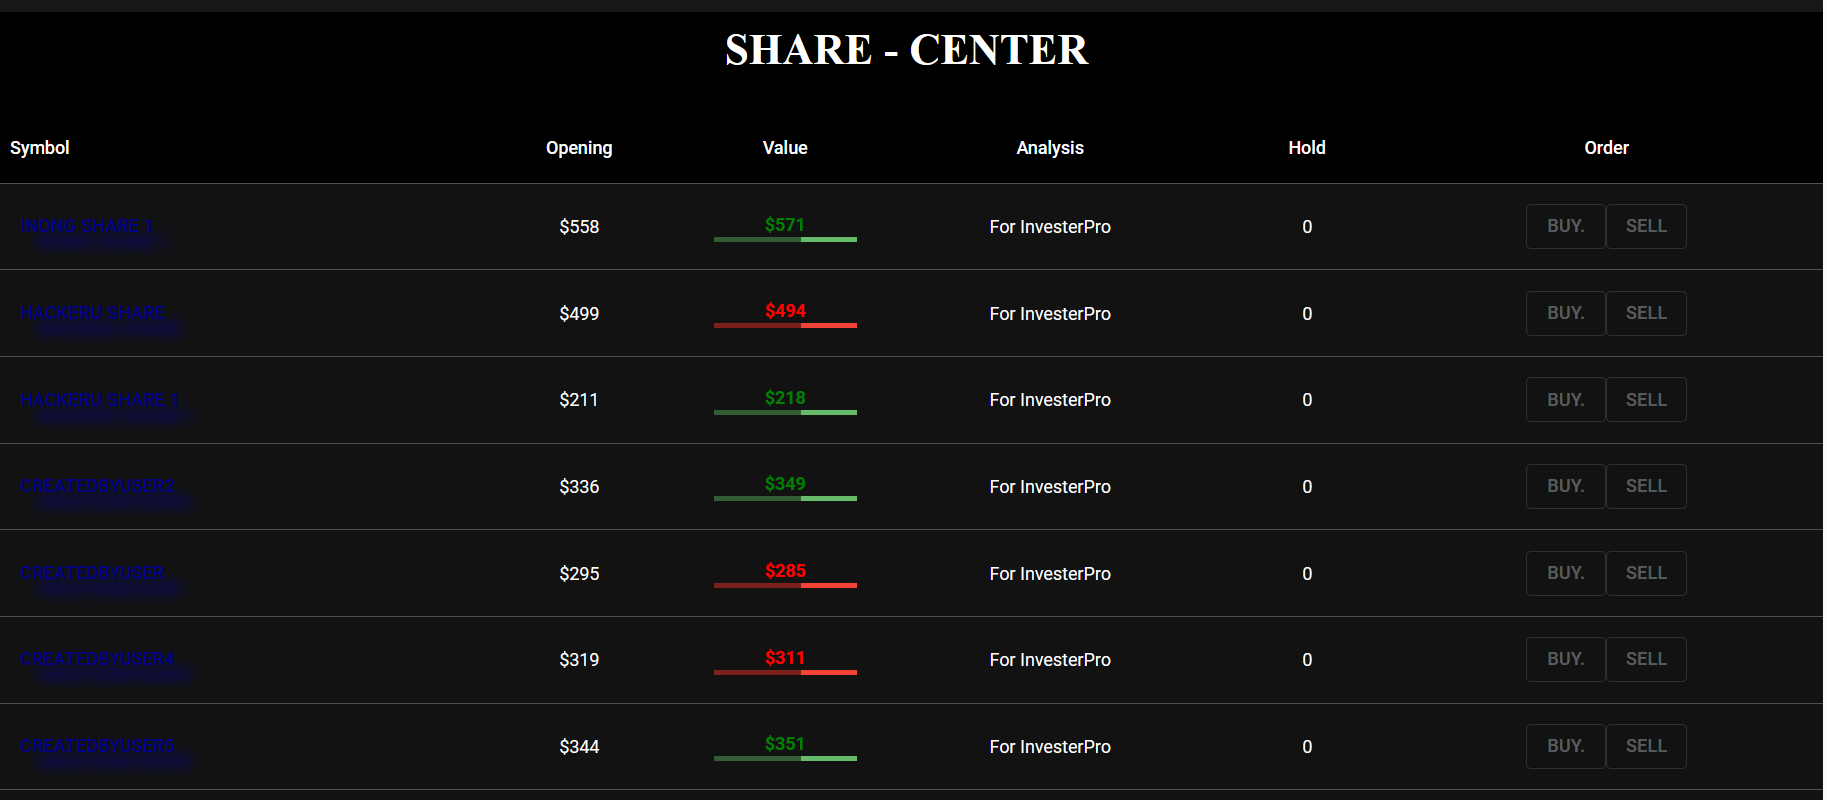 SHARE - CENTER
Symbol Opening Value Analysis Hold Order
INDNG SHARE 1 $558 $571 For InvesterPro 0 BUY. SELL
HACKERU SHARE $499 $494 For InvesterPro 0 BUY. SELL
HACKERU SHARE 1 $211 $218 For InvesterPro 0 BUY. SELL
CREATEDBYUSER2 $336 $349 For InvesterPro 0 BUY. SELL
CREATEDBYUSER $295 $285 For InvesterPro 0 BUY. SELL
CREATEDBYUSER4 $319 $311 For InvesterPro 0 BUY. SELL
CREATEDBYUSER5 $344 $351 For InvesterPro 0 BUY. SELL